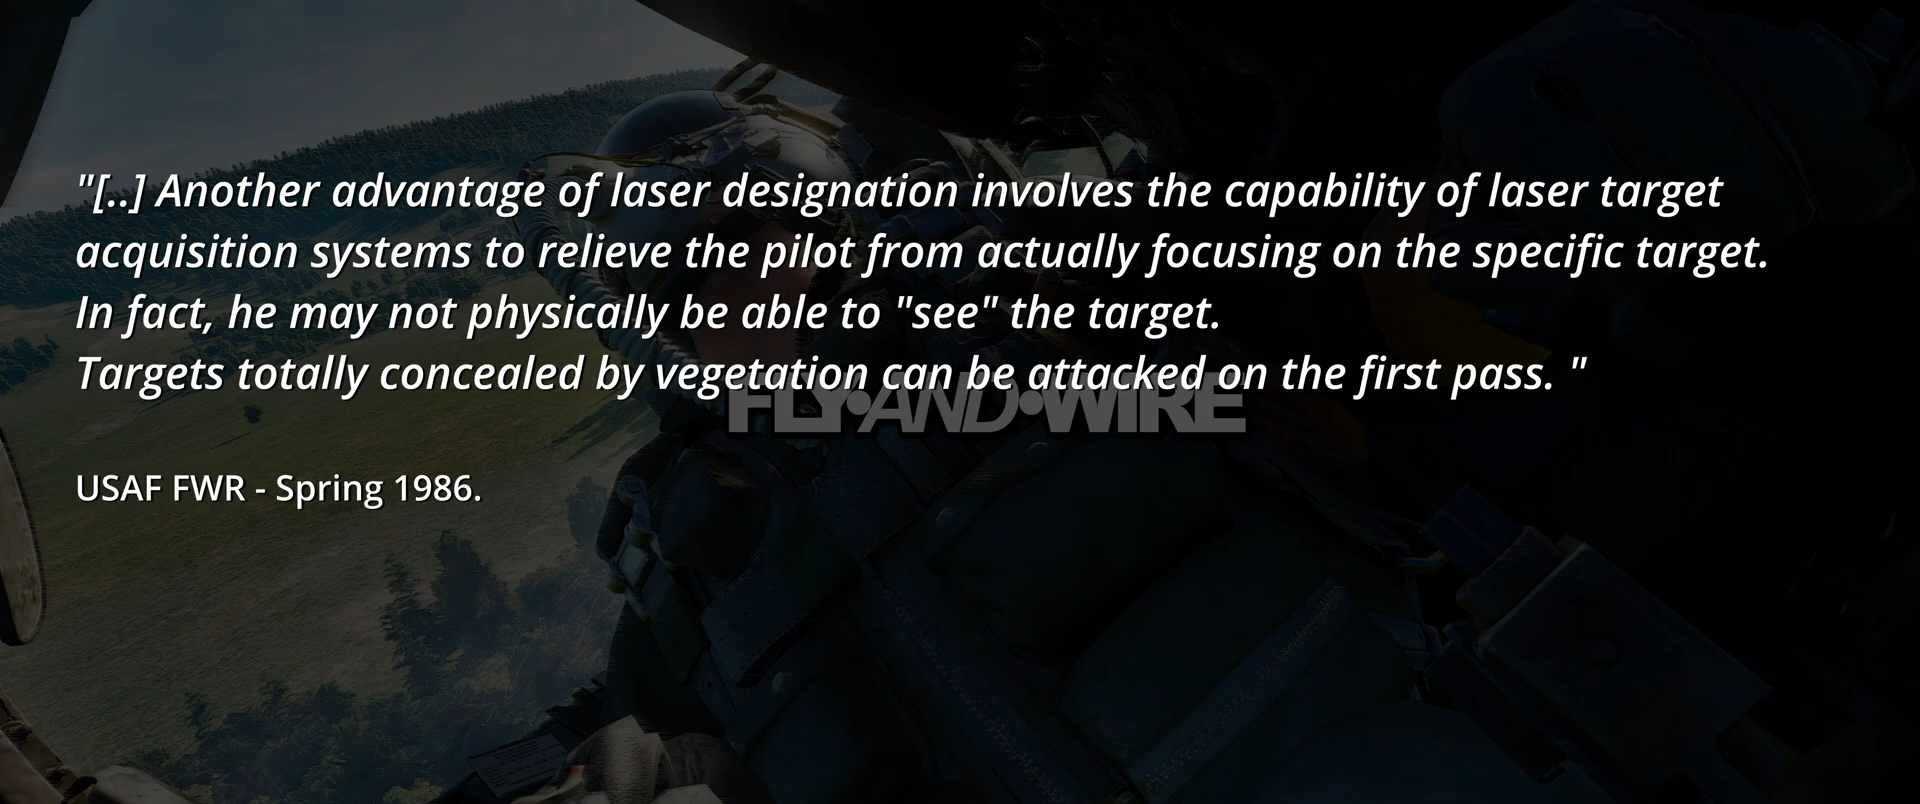 "[..] Another advantage of laser designation involves the capability of laser target
acquisition systems to relieve the pilot from actually focusing on the specific target.
In fact, he may not physically be able to "see" the target.
Targets totally concealed by vegetation can be attacked on the first pass. "
FLY•AND•WIRE
USAF FWR - Spring 1986.